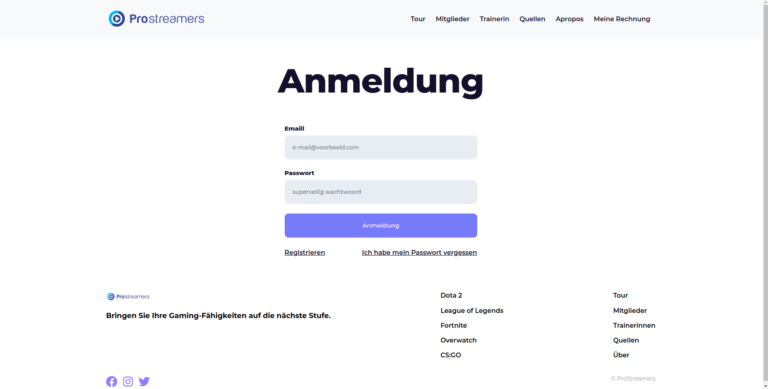 Prostreamers
Tour Mitglieder Trainerin Quellen Apropos Meine Rechnung
Anmeldung
Emaill
e-mail@voorbeeld.com
Passwort
superveilig wachtwoord
Anmeldung
Registrieren Ich habe mein Passwort vergessen
Prostreamers
Bringen Sie Ihre Gaming-Fähigkeiten auf die nächste Stufe.
Dota 2
League of Legends
Fortnite
Overwatch
CS:GO
Tour
Mitglieder
Trainerinnen
Quellen
Über
© ProStreamers